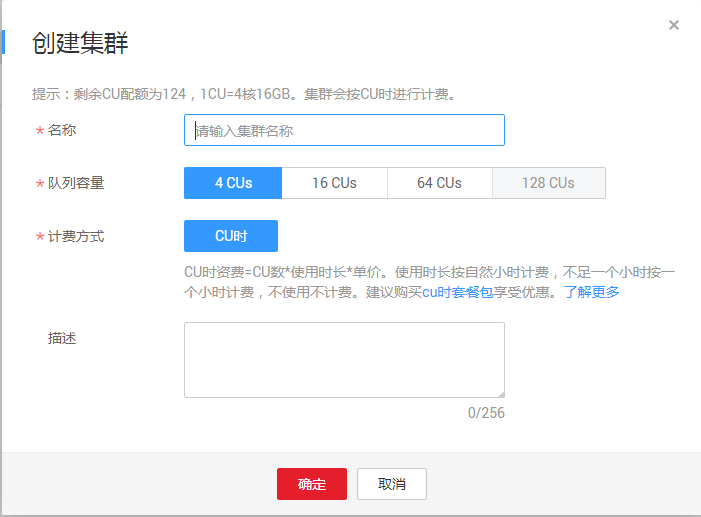 创建集群
×
提示：剩余CU配额为124，1CU=4核16GB。集群会按CU时进行计费。
* 名称
请输入集群名称
* 队列容量
4 CUs 16 CUs 64 CUs 128 CUs
* 计费方式
CU时
CU时资费=CU数*使用时长*单价。使用时长按自然小时计费，不足一个小时按一
个小时计费，不使用不计费。建议购买cu时套餐包享受优惠。了解更多
描述
0/256
确定 取消